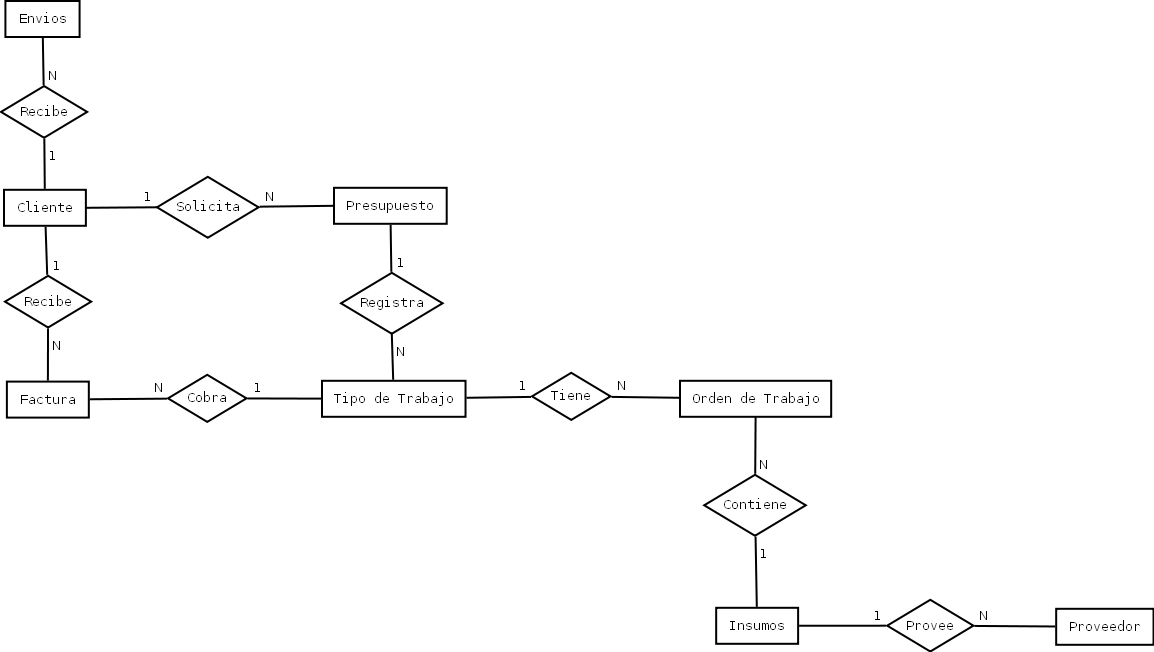 Envios
N
Recibe
1
Cliente
1
Solicita
N
Presupuesto
1
Recibe
N
1
Registra
N
Factura
N
Cobra
1
Tipo de Trabajo
1
Tiene
N
Orden de Trabajo
N
Contiene
1
Insumos
1
Provee
N
Proveedor